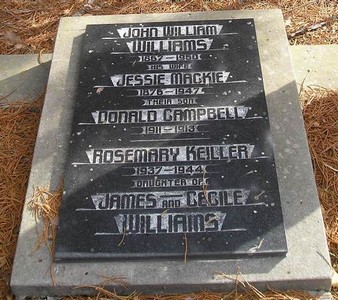 JOHN WILLIAM
WILLIAMS
1867-1960
HIS WIFE
JESSIE MACKIE
1876-1947
THEIR SON
DONALD CAMPBELL
1911-1913
ROSEMARY KEILLER
1937-1944
DAUGHTER OF
JAMES AND CECILE
WILLIAMS